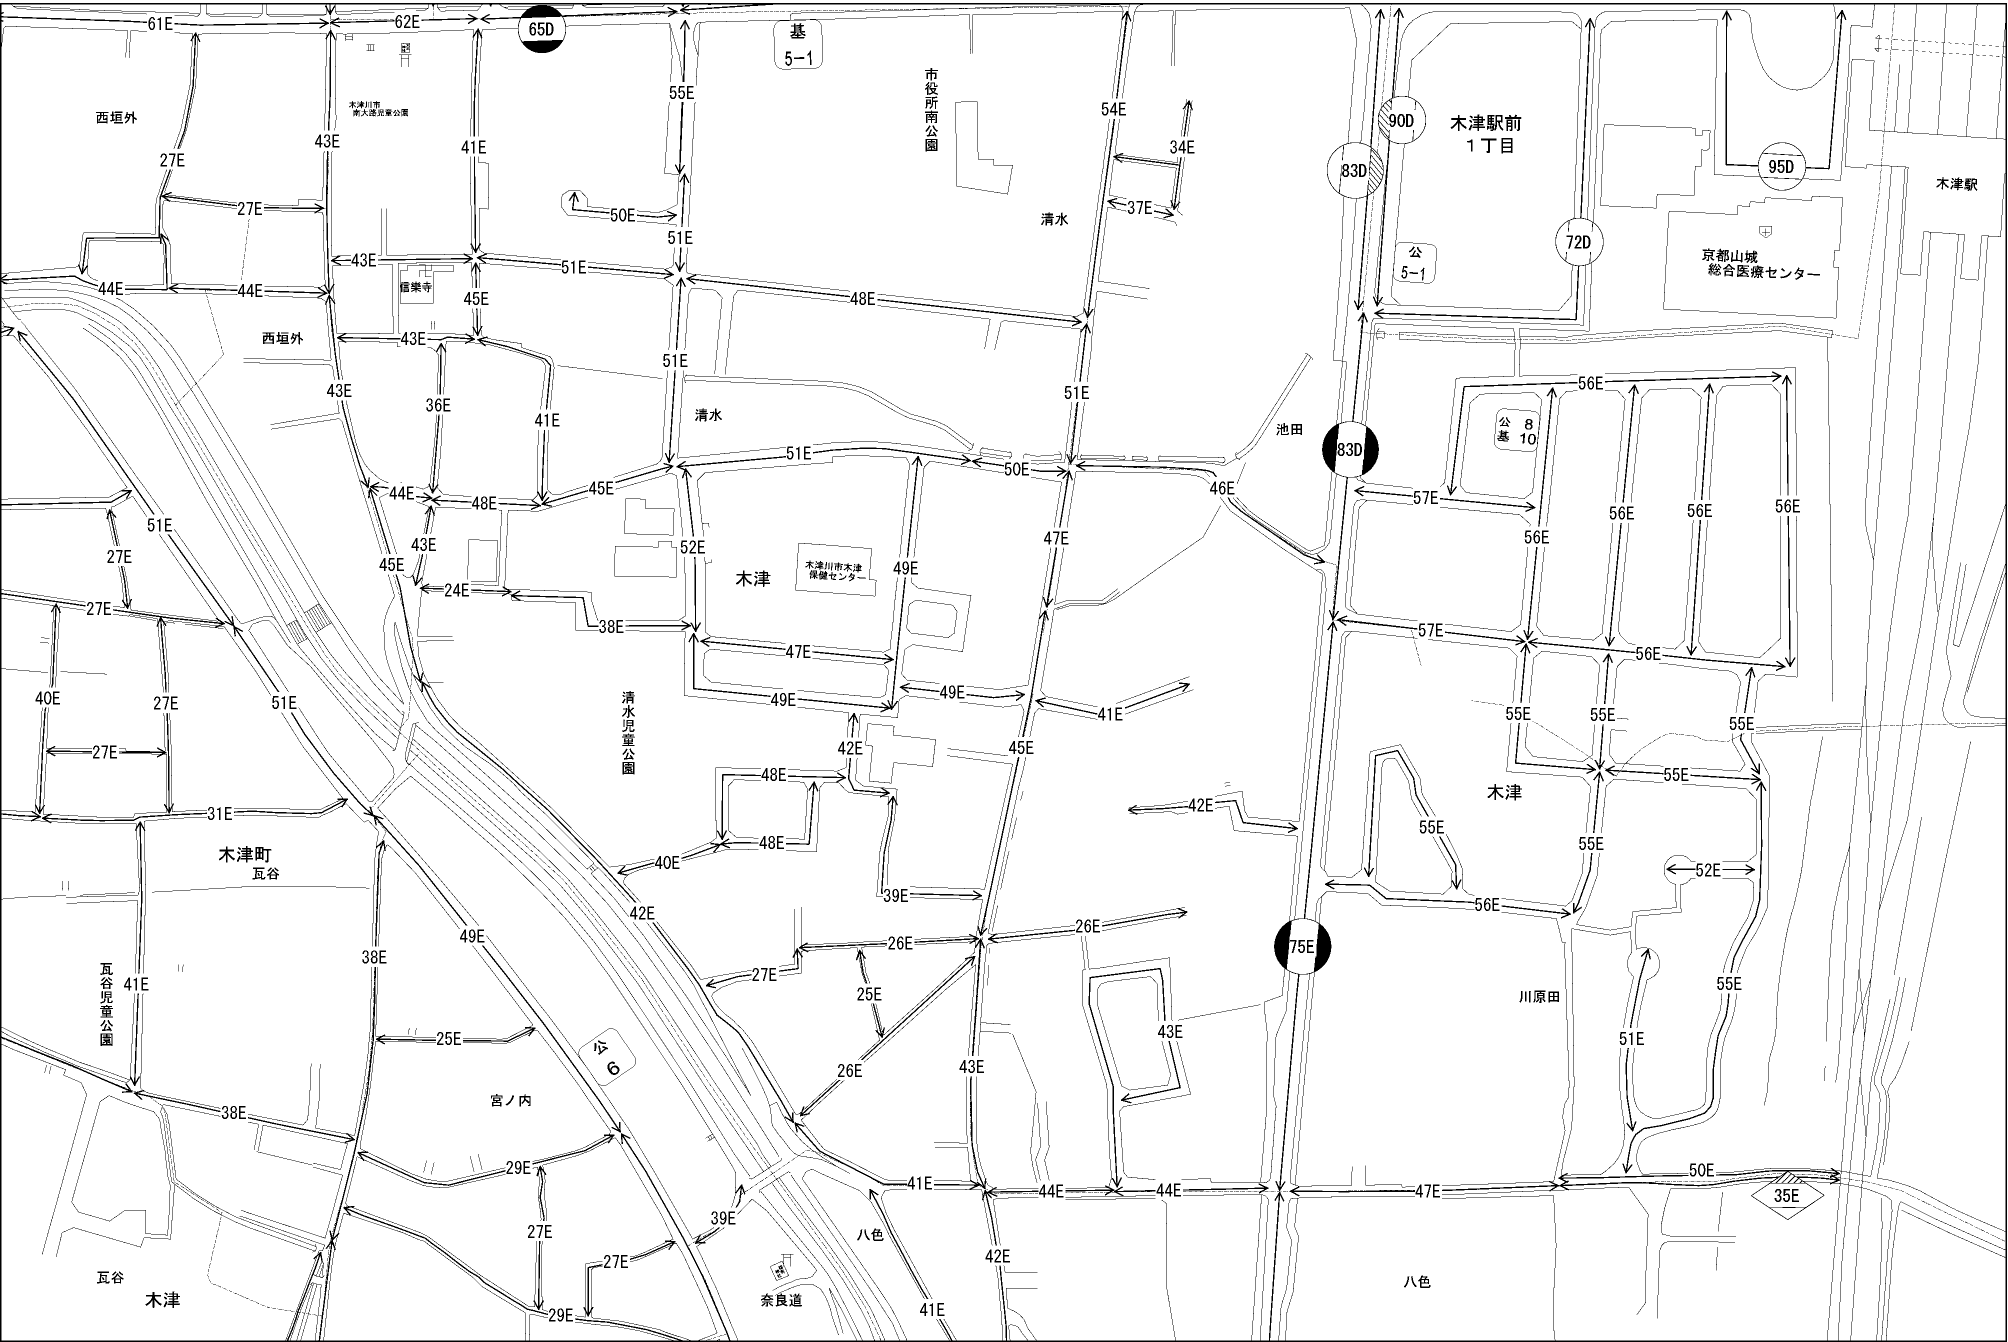 61E
62E
65D
基
5-1
西垣外
木津川市
南大路児童公園
市役所南公園
55E
54E
43E
41E
27E
34E
90D
83D
木津駅前
1丁目
95D
木津駅
27E
50E
37E
清水
51E
72D
公
5-1
京都山城
総合医療センター
43E
51E
44E
44E
信樂寺
45E
48E
西垣外
43E
43E
51E
51E
36E
41E
清水
池田
56E
公 8
基 10
83D
51E
50E
46E
57E
44E
48E
45E
51E
27E
45E
43E
52E
47E
56E
56E
56E
56E
木津
木津川市木津
保健センター
49E
24E
27E
38E
57E
47E
56E
40E
27E
51E
清水児童公園
49E
49E
41E
55E
55E
55E
27E
42E
45E
48E
55E
木津
31E
42E
55E
55E
木津町
瓦谷
48E
40E
52E
39E
56E
42E
49E
26E
26E
75E
38E
27E
瓦谷児童公園
41E
25E
55E
川原田
43E
51E
25E
公
6
26E
43E
宮ノ内
38E
29E
41E
44E
44E
47E
50E
35E
39E
27E
八色
42E
27E
瓦谷
木津
奈良道
29E
41E
八色